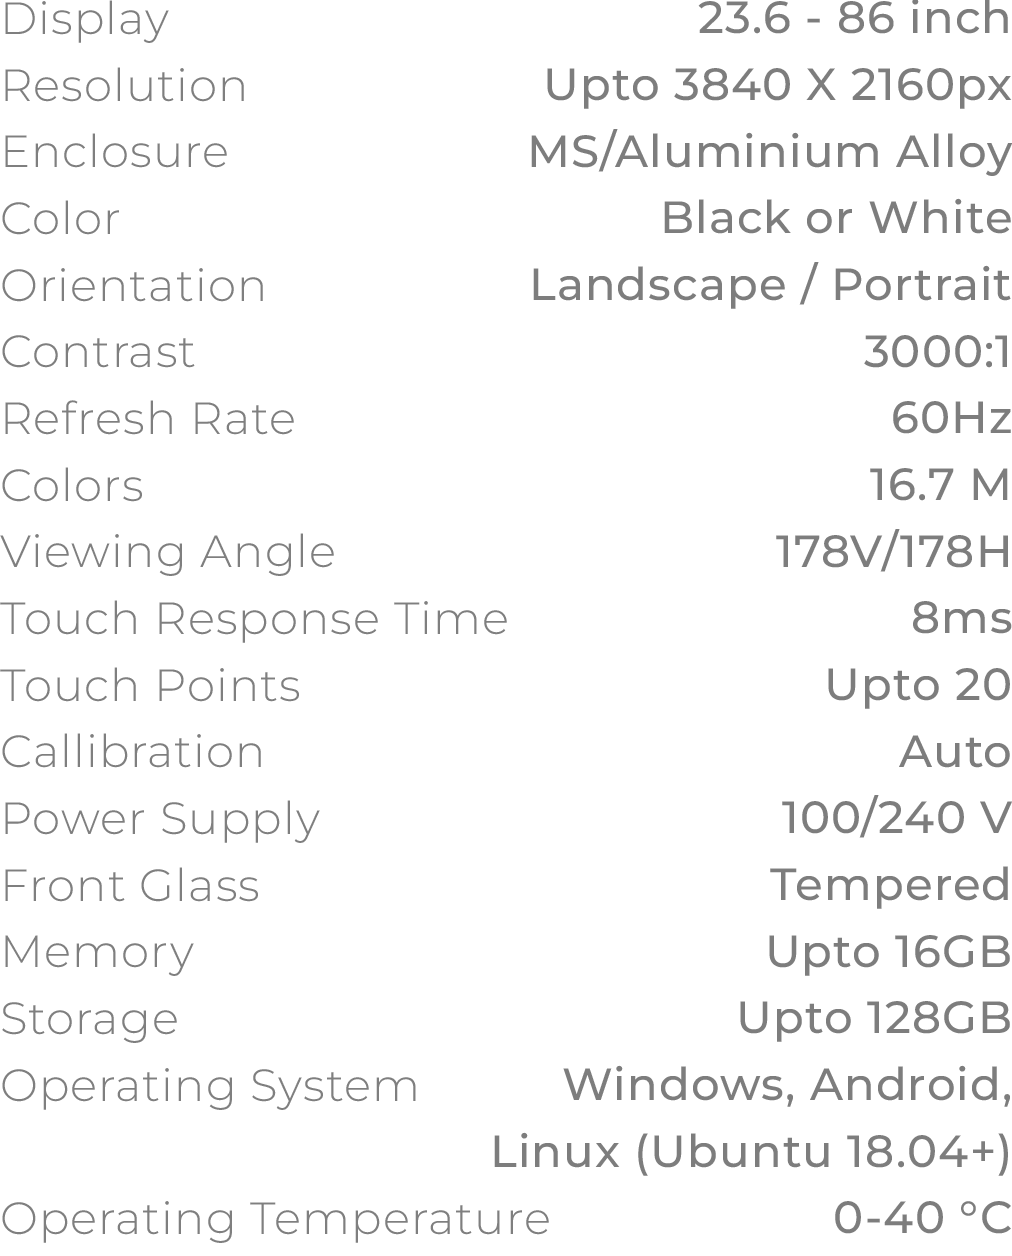 Display 23.6 - 86 inch
Resolution Upto 3840 X 2160px
Enclosure MS/Aluminium Alloy
Color Black or White
Orientation Landscape / Portrait
Contrast 3000:1
Refresh Rate 60Hz
Colors 16.7 M
Viewing Angle 178V/178H
Touch Response Time 8ms
Touch Points Upto 20
Callibration Auto
Power Supply 100/240 V
Front Glass Tempered
Memory Upto 16GB
Storage Upto 128GB
Operating System Windows, Android,
Linux (Ubuntu 18.04+)
Operating Temperature 0-40 °C